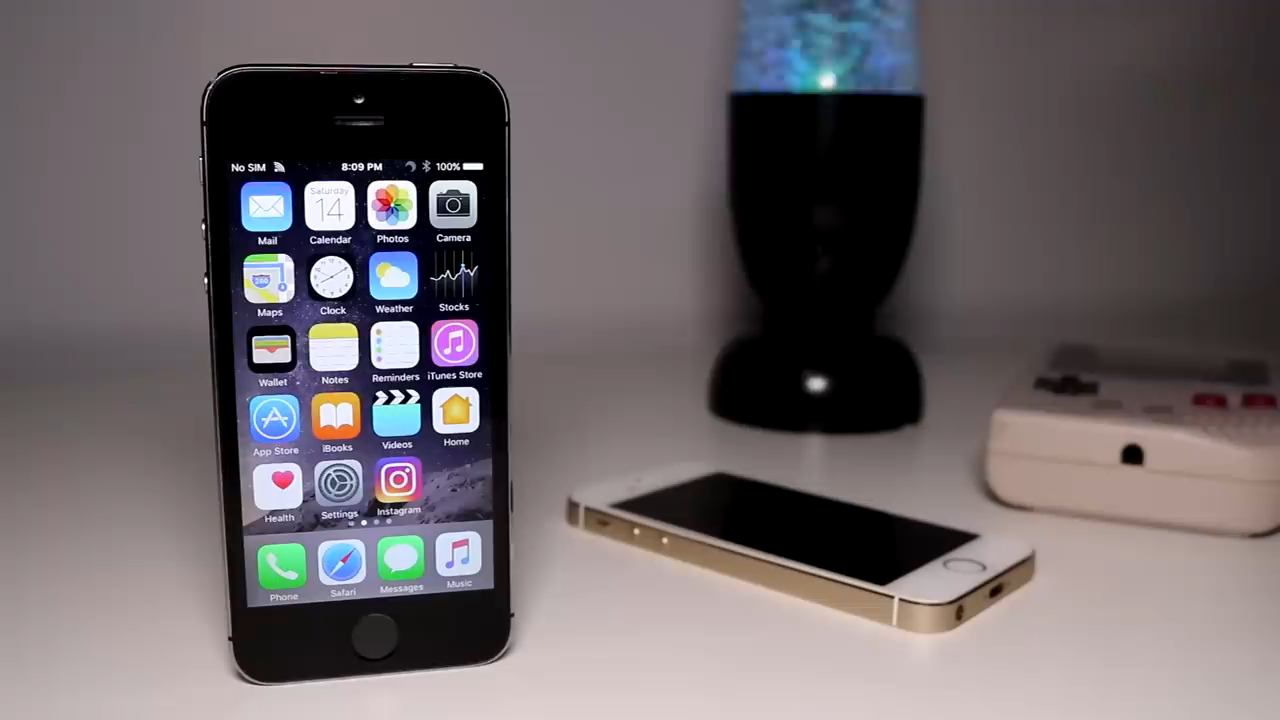 No SIM 8:09 PM 100%
Saturday
14
280
Mail Calendar Photos Camera
Maps Clock Weather Stocks
Wallet Notes Reminders iTunes Store
App Store iBooks Videos Home
Health Settings Instagram
Phone Safari Messages Music